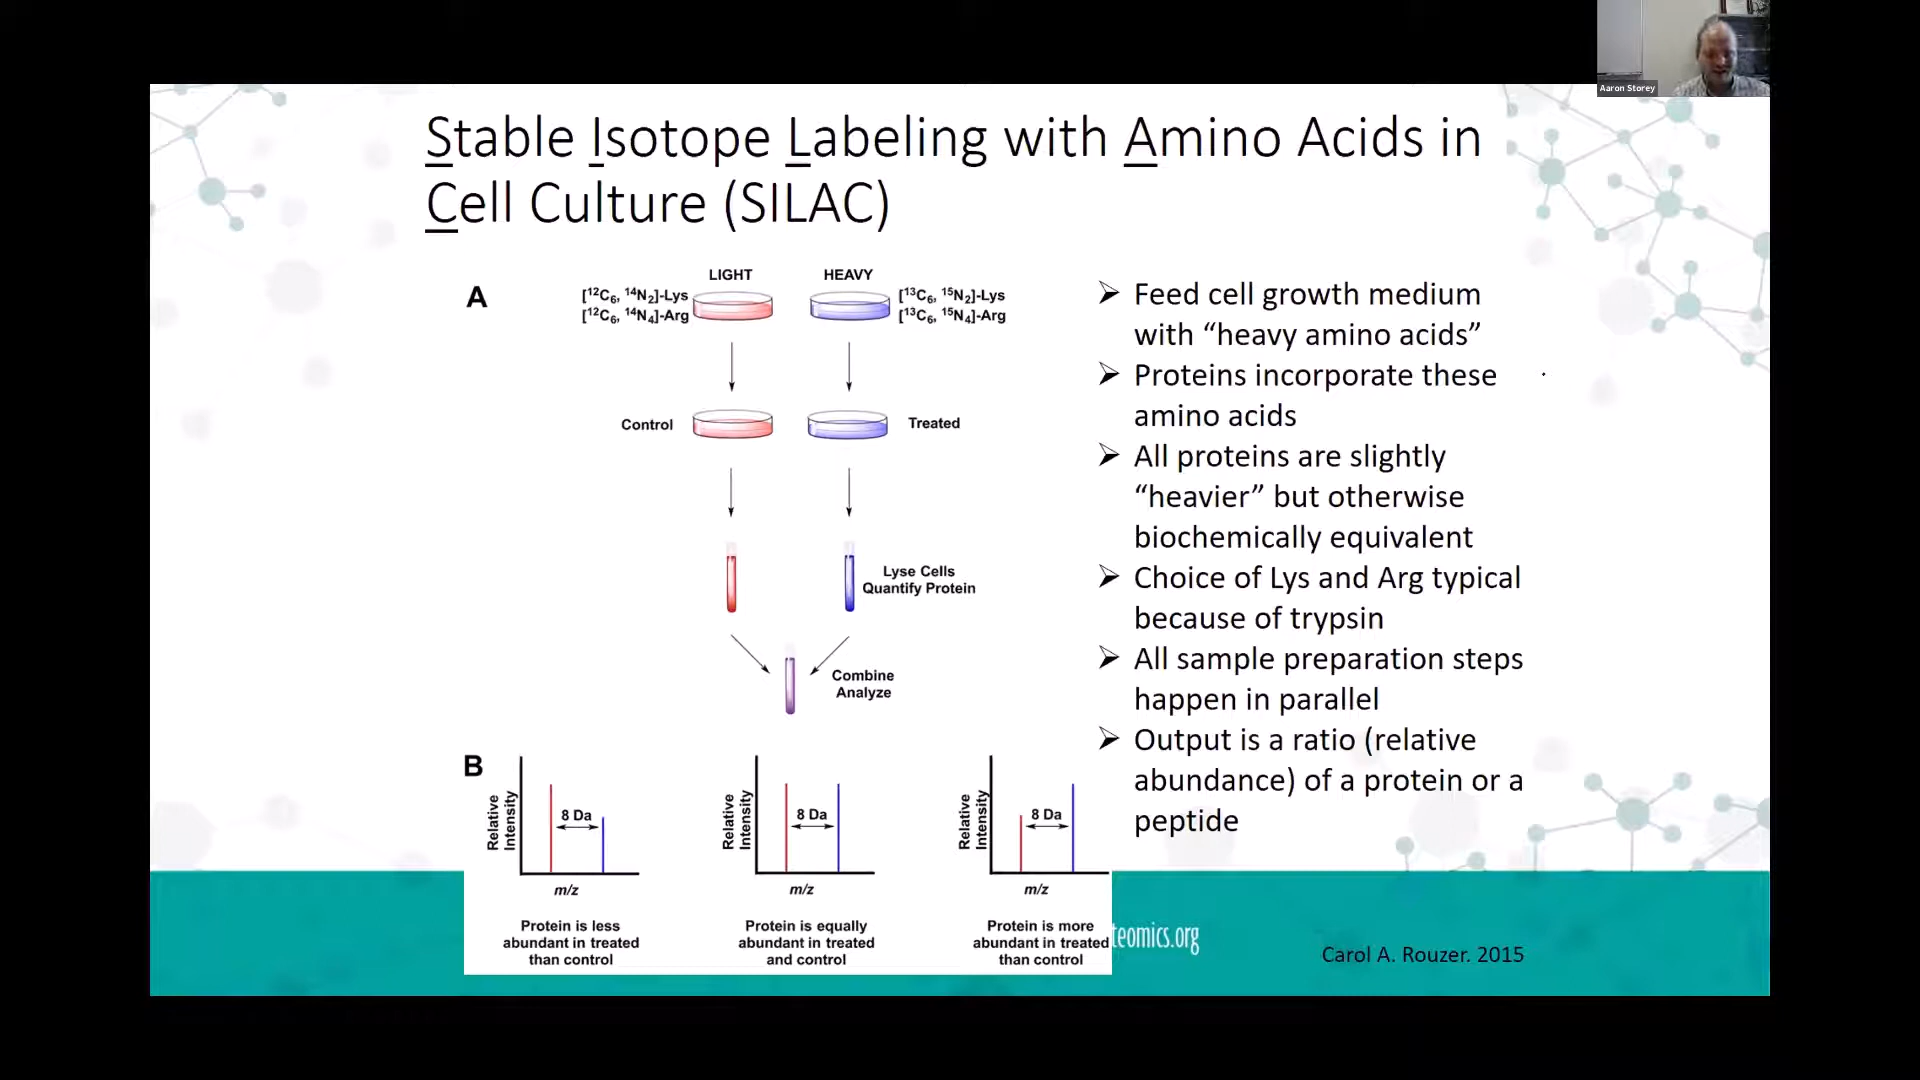 Aaron Storey
Stable Isotope Labeling with Amino Acids in
Cell Culture (SILAC)
A
LIGHT
HEAVY
[¹²C₆, ¹⁴N₂]-Lys
[¹²C₆, ¹⁴N₄]-Arg
[¹³C₆, ¹⁵N₂]-Lys
[¹³C₆, ¹⁵N₄]-Arg
Control
Treated
Lyse Cells
Quantify Protein
Combine
Analyze
B
Relative
Intensity
8 Da
m/z
Protein is less
abundant in treated
than control
Relative
Intensity
8 Da
m/z
Protein is equally
abundant in treated
and control
Relative
Intensity
8 Da
m/z
Protein is more
abundant in treated
than control
➢ Feed cell growth medium
with “heavy amino acids”
➢ Proteins incorporate these
amino acids
➢ All proteins are slightly
“heavier” but otherwise
biochemically equivalent
➢ Choice of Lys and Arg typical
because of trypsin
➢ All sample preparation steps
happen in parallel
➢ Output is a ratio (relative
abundance) of a protein or a
peptide
teomics.org
Carol A. Rouzer. 2015